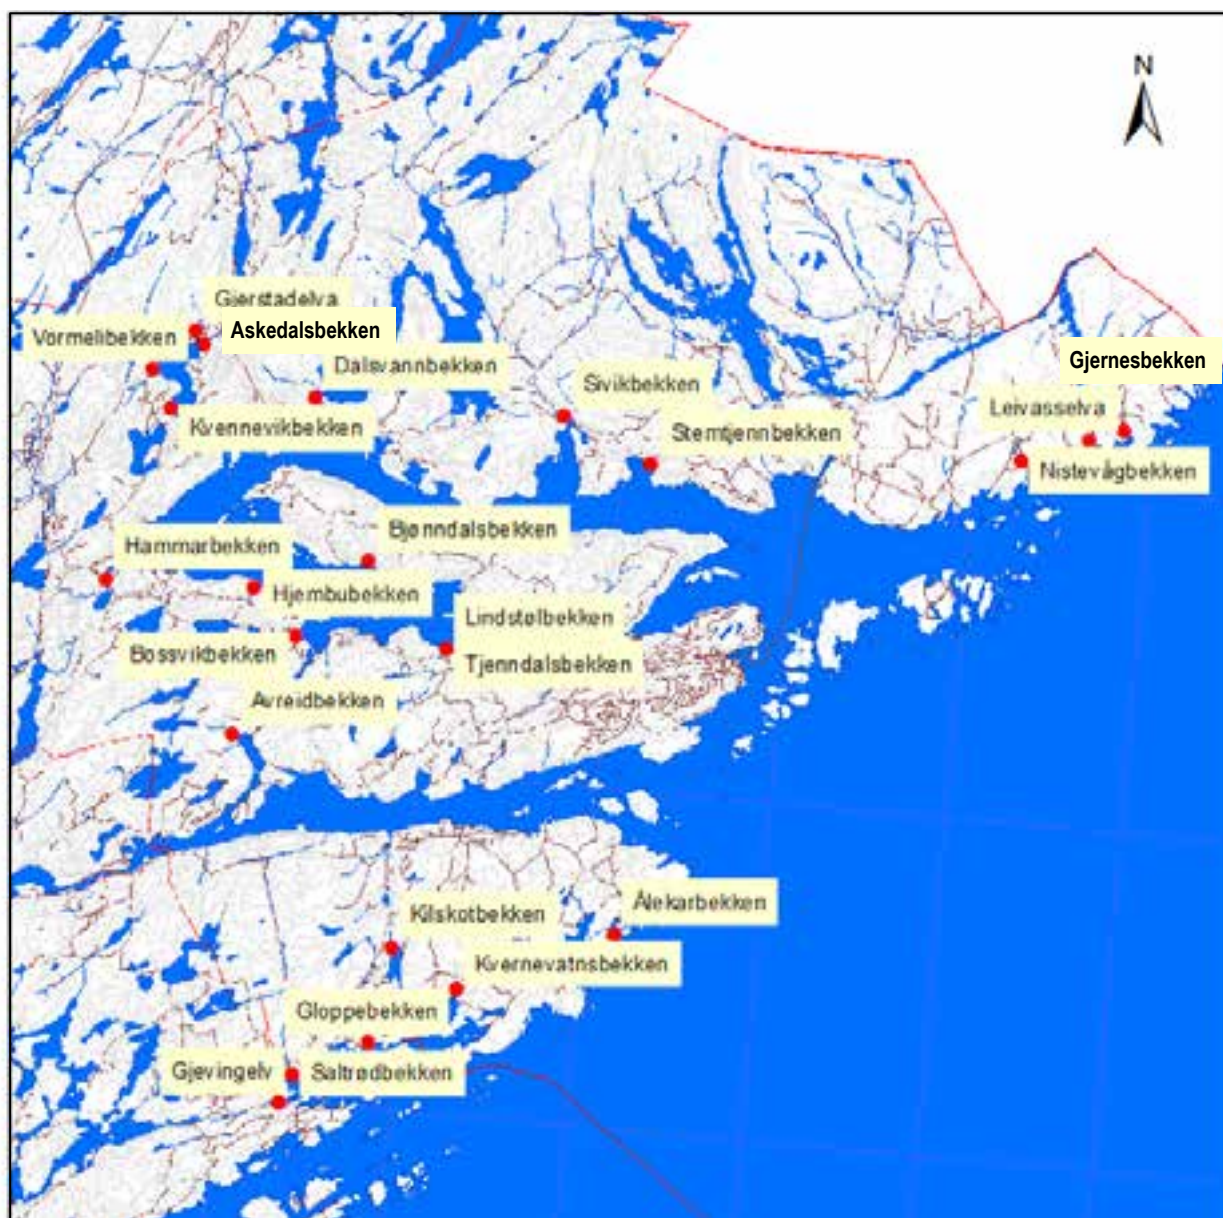 N
Gjerstadelva
Askedalsbekken
Vormelibekken
Dalsvannbekken
Gjernesbekken
Sivikbekken
Leivasselva
Kvennevikbekken
Stemtjennbekken
Nistevågbekken
Bjønndalsbekken
Hammarbekken
Hjembubekken
Lindstølbekken
Bossvikbekken
Tjenndalsbekken
Avreidbekken
Ålekarbekken
Kilskotbekken
Kvernevatnsbekken
Gloppebekken
Gjevingelv
Saltrødbekken